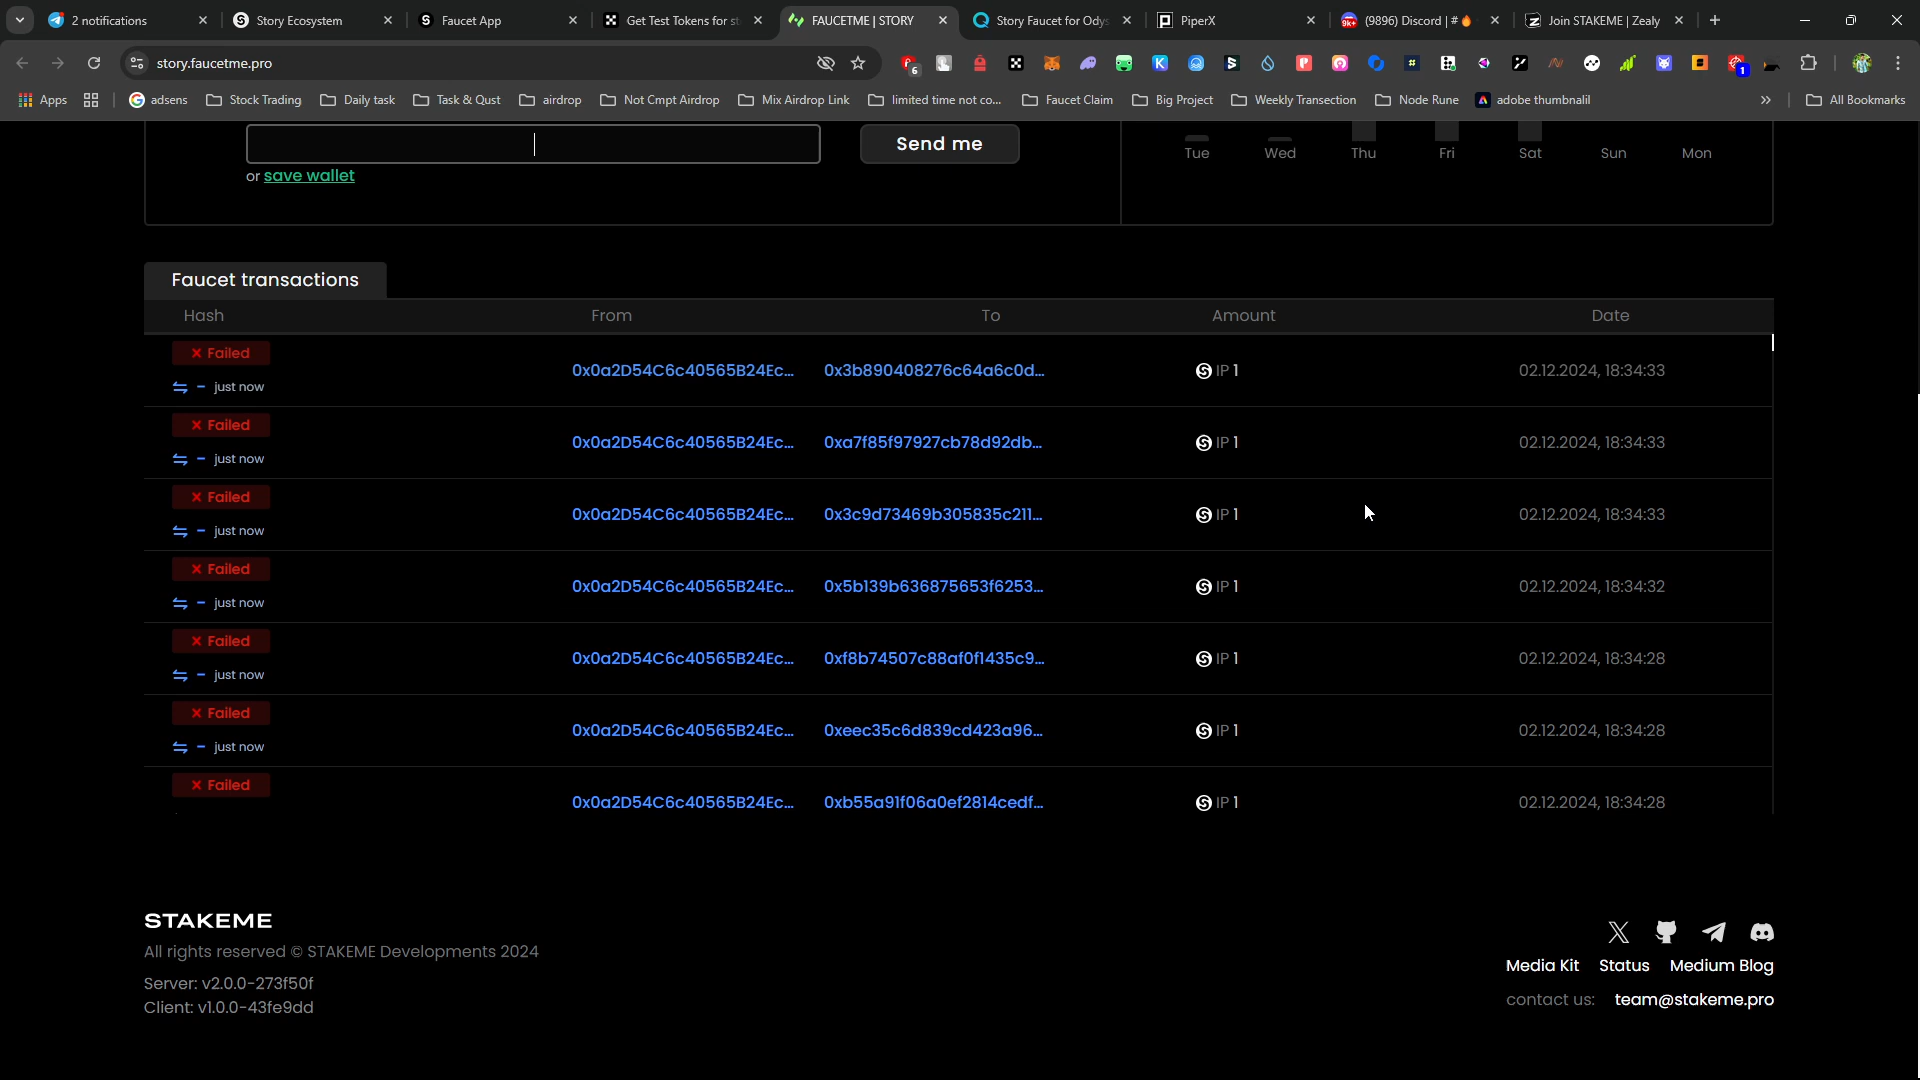 2 notifications
Story Ecosystem
Faucet App
Get Test Tokens for st
FAUCETME | STORY
Story Faucet for Odys
PiperX
(9896) Discord | #🔥
Join STAKEME | Zealy
story.faucetme.pro
6
1
Apps
adsens
Stock Trading
Daily task
Task & Qust
airdrop
Not Cmpt Airdrop
Mix Airdrop Link
limited time not co...
Faucet Claim
Big Project
Weekly Transection
Node Rune
adobe thumbnalil
All Bookmarks
Send me
or save wallet
Tue Wed Thu Fri Sat Sun Mon
Faucet transactions
Hash From To Amount Date
× Failed
0x0a2D54C6c40565B24Ec... 0x3b890408276c64a6c0d... IP 1 02.12.2024, 18:34:33
– just now
× Failed
0x0a2D54C6c40565B24Ec... 0xa7f85f97927cb78d92db... IP 1 02.12.2024, 18:34:33
– just now
× Failed
0x0a2D54C6c40565B24Ec... 0x3c9d73469b305835c211... IP 1 02.12.2024, 18:34:33
– just now
× Failed
0x0a2D54C6c40565B24Ec... 0x5b139b636875653f6253... IP 1 02.12.2024, 18:34:32
– just now
× Failed
0x0a2D54C6c40565B24Ec... 0xf8b74507c88af0f1435c9... IP 1 02.12.2024, 18:34:28
– just now
× Failed
0x0a2D54C6c40565B24Ec... 0xeec35c6d839cd423a96... IP 1 02.12.2024, 18:34:28
– just now
× Failed
0x0a2D54C6c40565B24Ec... 0xb55a91f06a0ef2814cedf... IP 1 02.12.2024, 18:34:28
STAKEME
All rights reserved © STAKEME Developments 2024
Server: v2.0.0-273f50f
Client: v1.0.0-43fe9dd
Media Kit Status Medium Blog
contact us: team@stakeme.pro